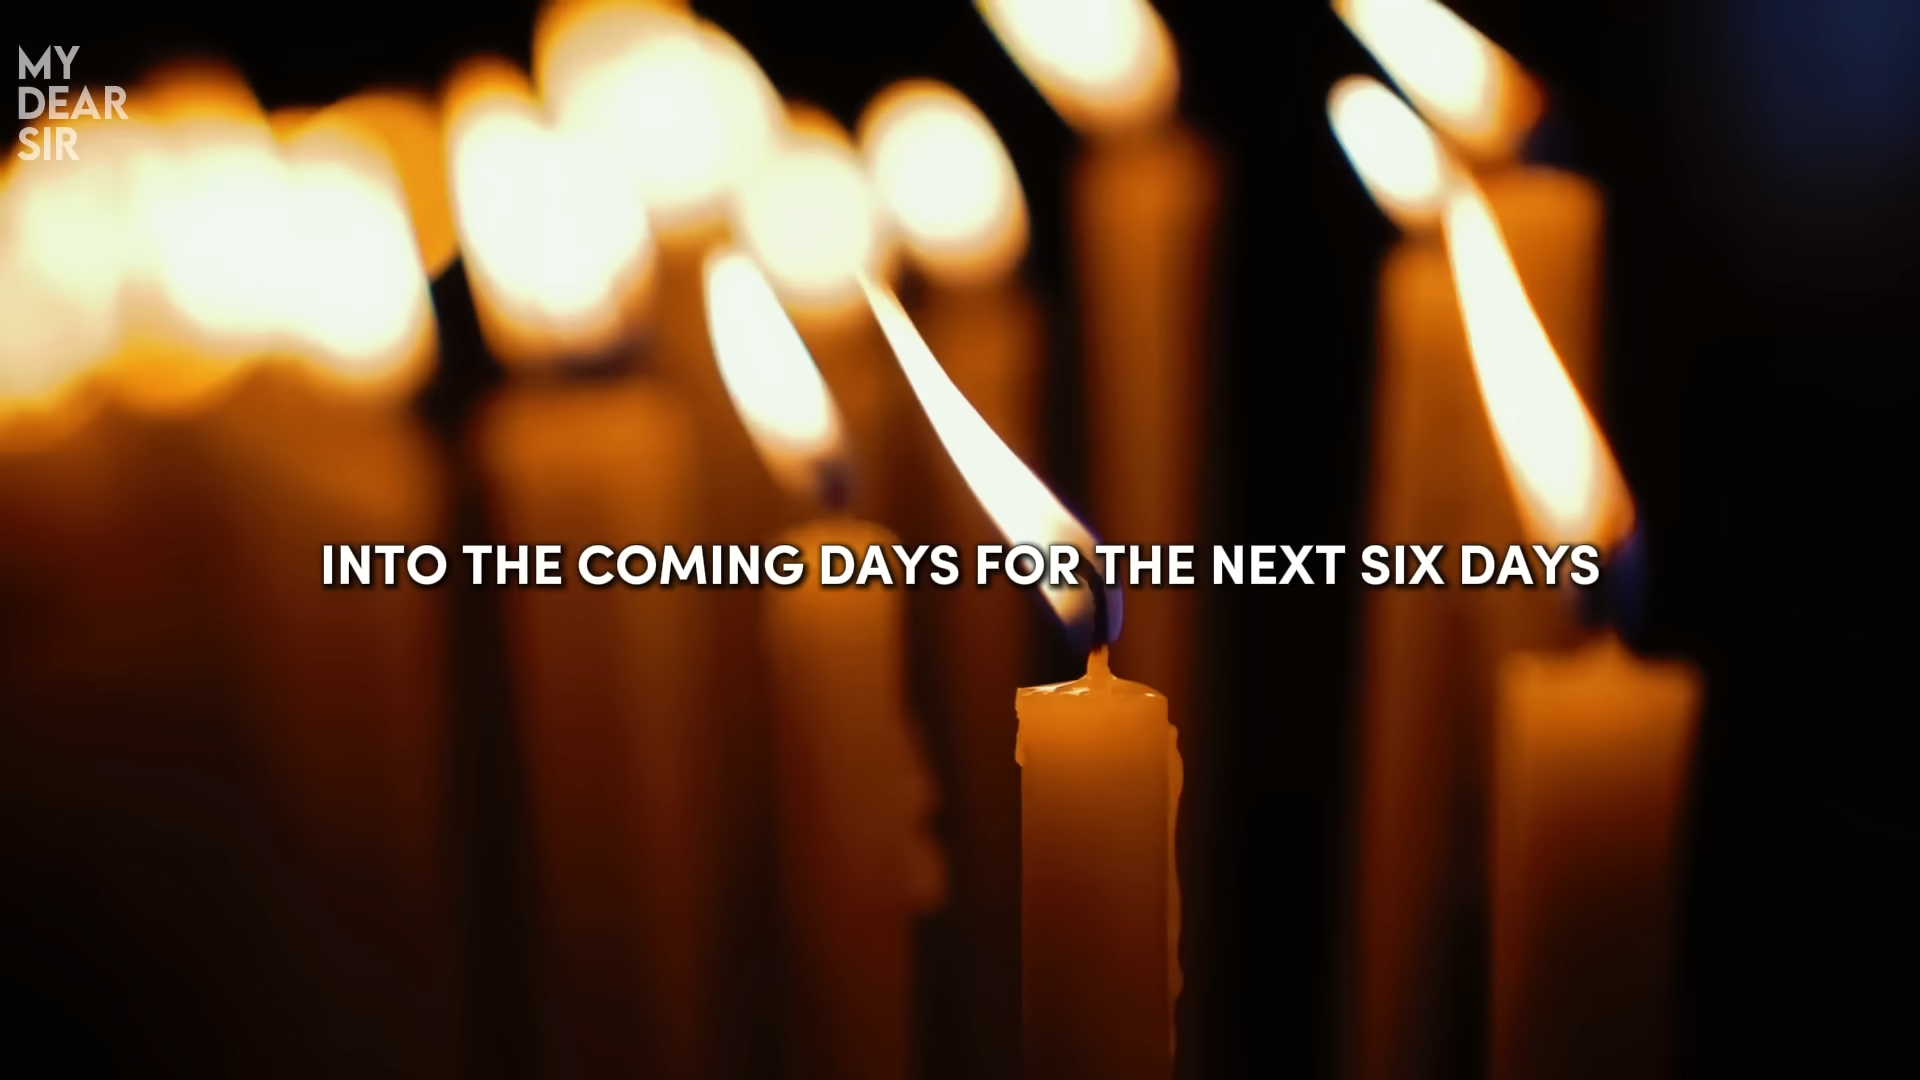 MY
DEAR
SIR
INTO THE COMING DAYS FOR THE NEXT SIX DAYS